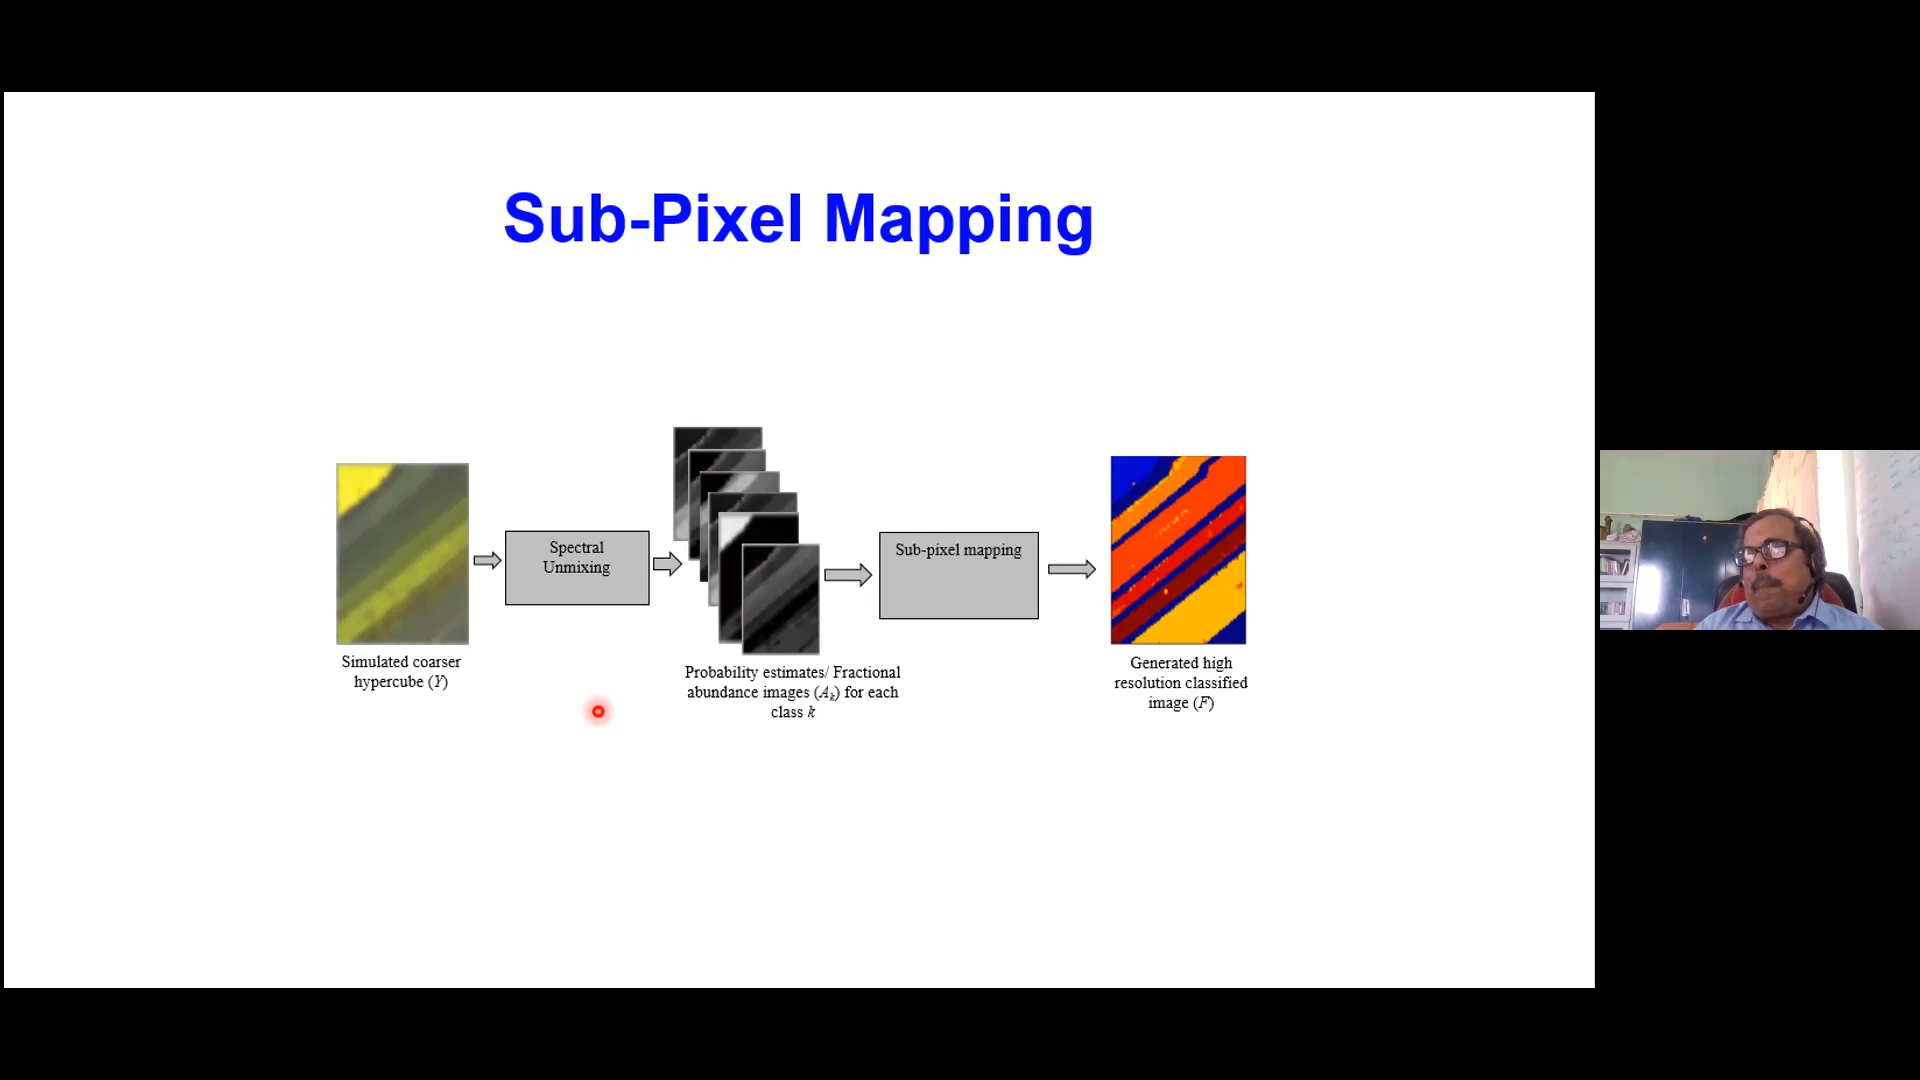 Sub-Pixel Mapping
Spectral
Unmixing
Sub-pixel mapping
Simulated coarser
hypercube (Y)
Probability estimates/ Fractional
abundance images (Aₖ) for each
class k
Generated high
resolution classified
image (F)